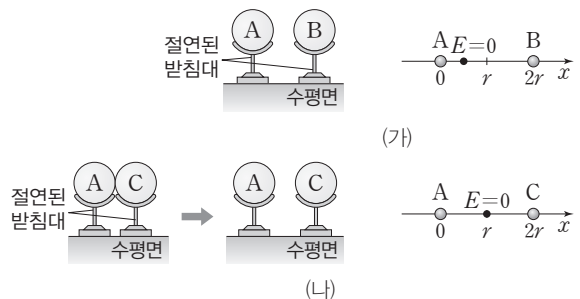 A B
절연된
받침대
수평면
A E=0 B
0 r 2r x
(가)
절연된
받침대
A C
수평면
A C
수평면
A E=0 C
0 r 2r x
(나)